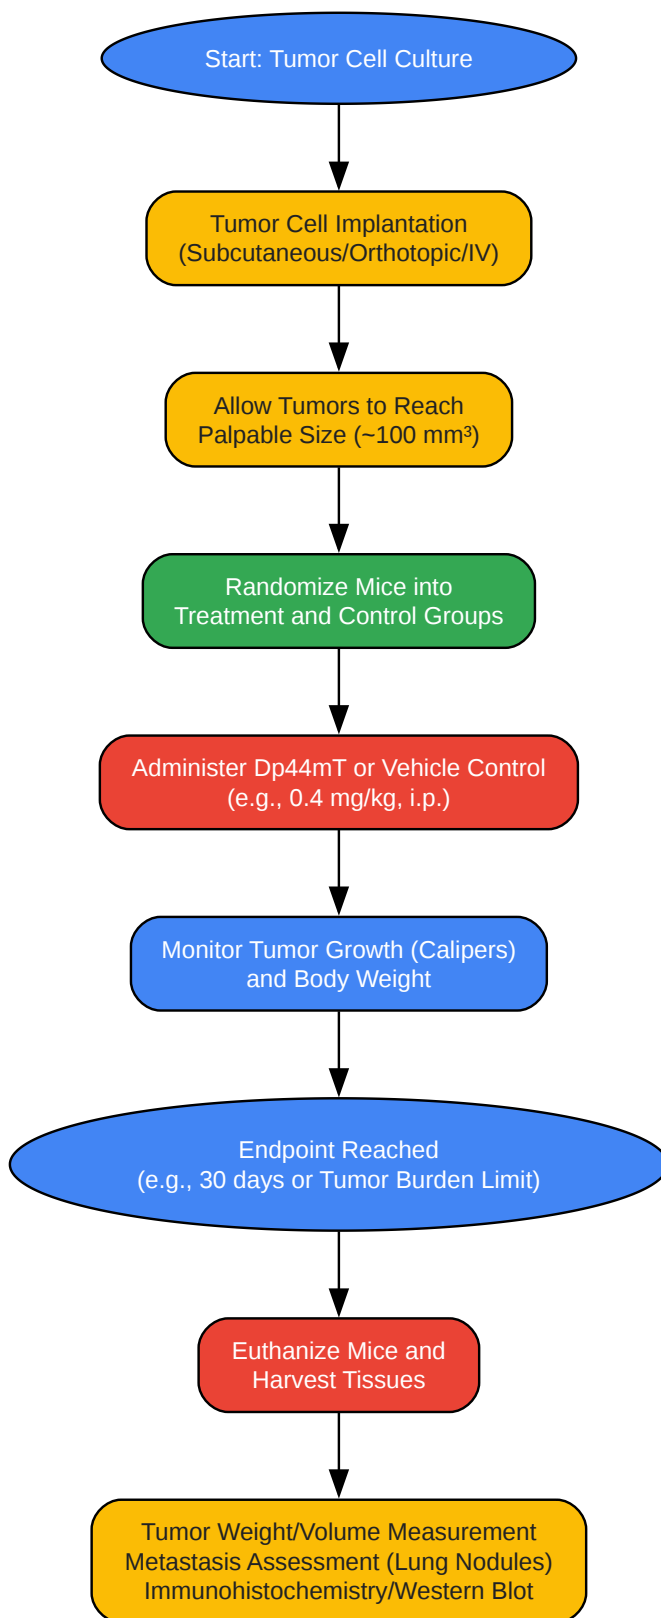 Start: Tumor Cell Culture
Tumor Cell Implantation
(Subcutaneous/Orthotopic/IV)
Allow Tumors to Reach
Palpable Size (~100 mm³)
Randomize Mice into
Treatment and Control Groups
Administer Dp44mT or Vehicle Control
(e.g., 0.4 mg/kg, i.p.)
Monitor Tumor Growth (Calipers)
and Body Weight
Endpoint Reached
(e.g., 30 days or Tumor Burden Limit)
Euthanize Mice and
Harvest Tissues
Tumor Weight/Volume Measurement
Metastasis Assessment (Lung Nodules)
Immunohistochemistry/Western Blot